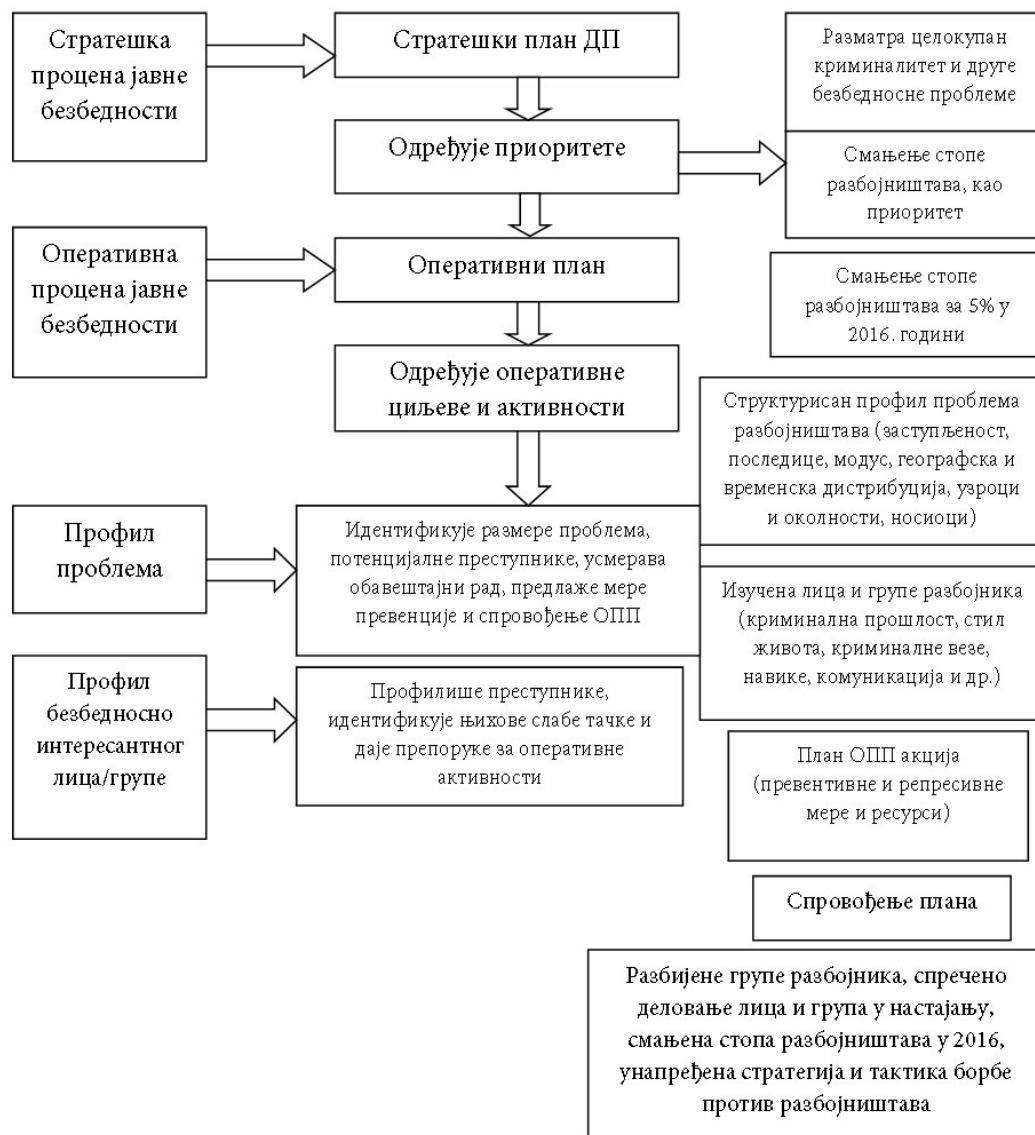 Стратешка
процена јавне
безбедности
Стратешки план ДП
Разматра целокупан
криминалитет и друге
безбедносне проблеме
Одређује приоритете
Смањење стопе
разбојништава, као
приоритет
Оперативна
процена јавне
безбедности
Оперативни план
Смањење стопе
разбојништава за 5% у
2016. години
Одређује оперативне
циљеве и активности
Структурисан профил проблема
разбојништава (заступљеност,
последице, модус, географска и
временска дистрибуција, узроци
и околности, носиоци)
Профил
проблема
Идентификује размере проблема,
потенцијалне преступнике, усмерава
обавештајни рад, предлаже мере
превенције и спровођење ОПП
Изучена лица и групе разбојника
(криминална прошлост, стил
живота, криминалне везе,
навике, комуникација и др.)
Профил
безбедносно
интересантног
лица/групе
Профилише преступнике,
идентификује њихове слабе тачке и
даје препоруке за оперативне
активности
План ОПП акција
(превентивне и репресивне
мере и ресурси)
Спровођење плана
Разбијене групе разбојника, спречено
деловање лица и група у настајању,
смањена стопа разбојништава у 2016,
унапређена стратегија и тактика борбе
против разбојништава